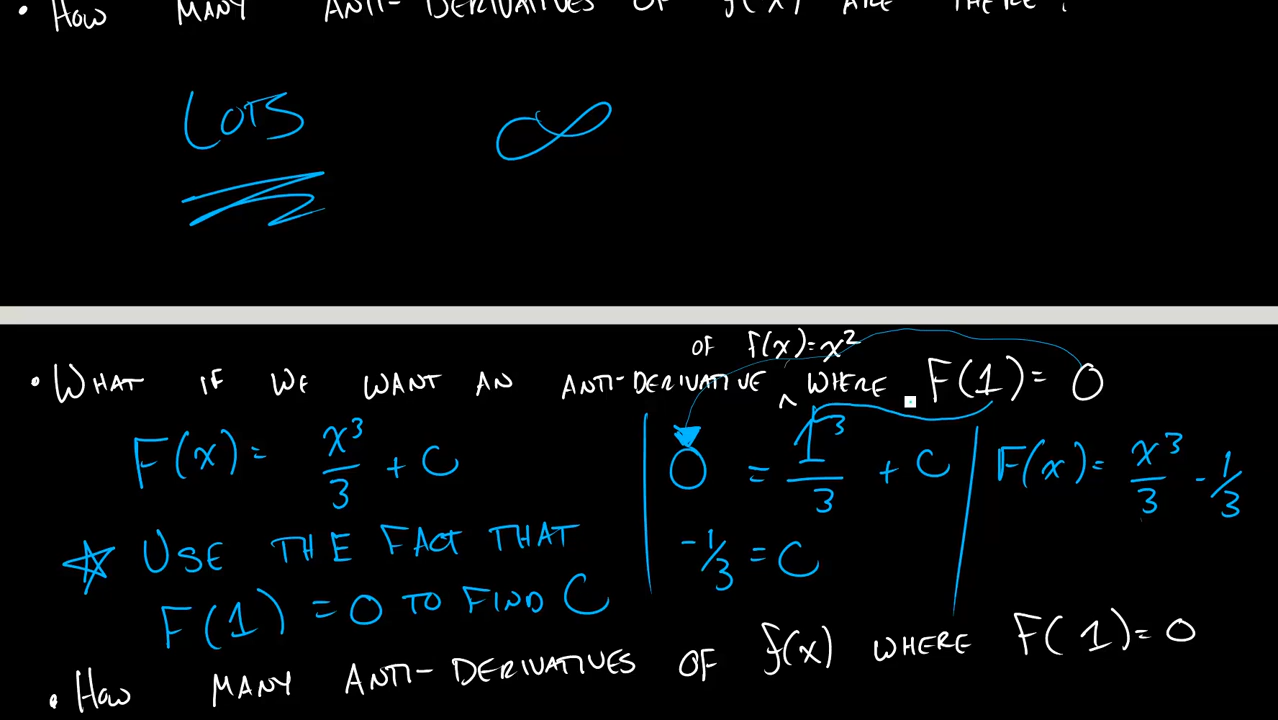 • How MANY ANTI-DERIVATIVES OF f(x) ARE THERE?
LOTS ∞
OF f(x)=x²
• WHAT IF WE WANT AN ANTI-DERIVATIVE ^ WHERE F(1)= 0
F(x)= x³/3 + C
☆ USE THE FACT THAT
F(1) = 0 TO FIND C
0 = 1³/3 + C
-1/3 = C
F(x)= x³/3 - 1/3
• HOW MANY ANTI-DERIVATIVES OF f(x) WHERE F(1)= 0